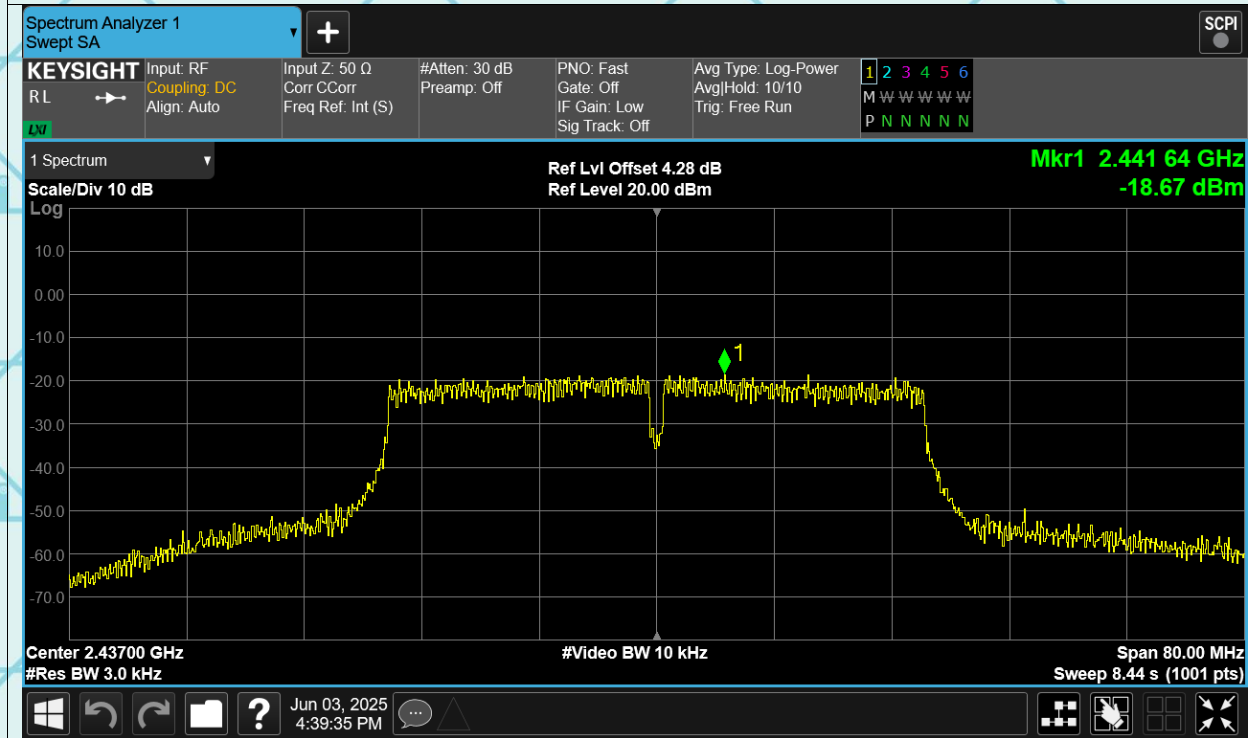 Spectrum Analyzer 1
Swept SA
+
SCPI
KEYSIGHT
RL
LXI
Input: RF
Coupling: DC
Align: Auto
Input Z: 50 Ω
Corr CCorr
Freq Ref: Int (S)
#Atten: 30 dB
Preamp: Off
PNO: Fast
Gate: Off
IF Gain: Low
Sig Track: Off
Avg Type: Log-Power
Avg|Hold: 10/10
Trig: Free Run
1 2 3 4 5 6
M W W W W W
P N N N N N
1 Spectrum
Ref Lvl Offset 4.28 dB
Mkr1 2.441 64 GHz
Scale/Div 10 dB
Ref Level 20.00 dBm
-18.67 dBm
Log
10.0
0.00
-10.0
1
-20.0
-30.0
-40.0
-50.0
-60.0
-70.0
Center 2.43700 GHz
#Video BW 10 kHz
Span 80.00 MHz
#Res BW 3.0 kHz
Sweep 8.44 s (1001 pts)
?
Jun 03, 2025
4:39:35 PM